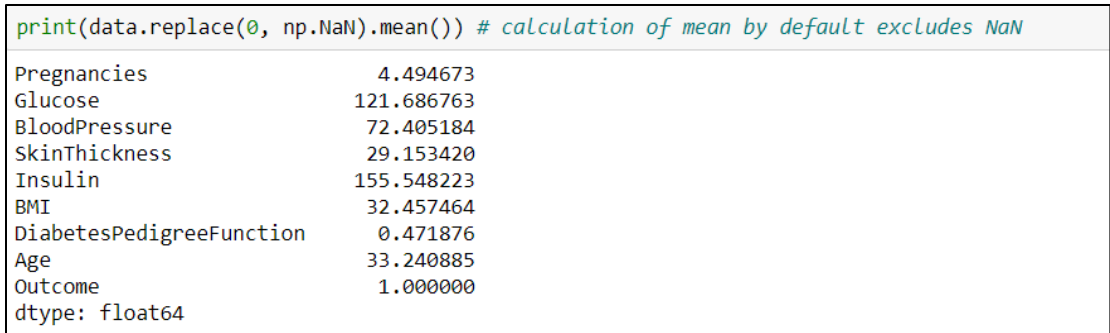 print(data.replace(0, np.NaN).mean()) # calculation of mean by default excludes NaN
Pregnancies 4.494673
Glucose 121.686763
BloodPressure 72.405184
SkinThickness 29.153420
Insulin 155.548223
BMI 32.457464
DiabetesPedigreeFunction 0.471876
Age 33.240885
Outcome 1.000000
dtype: float64